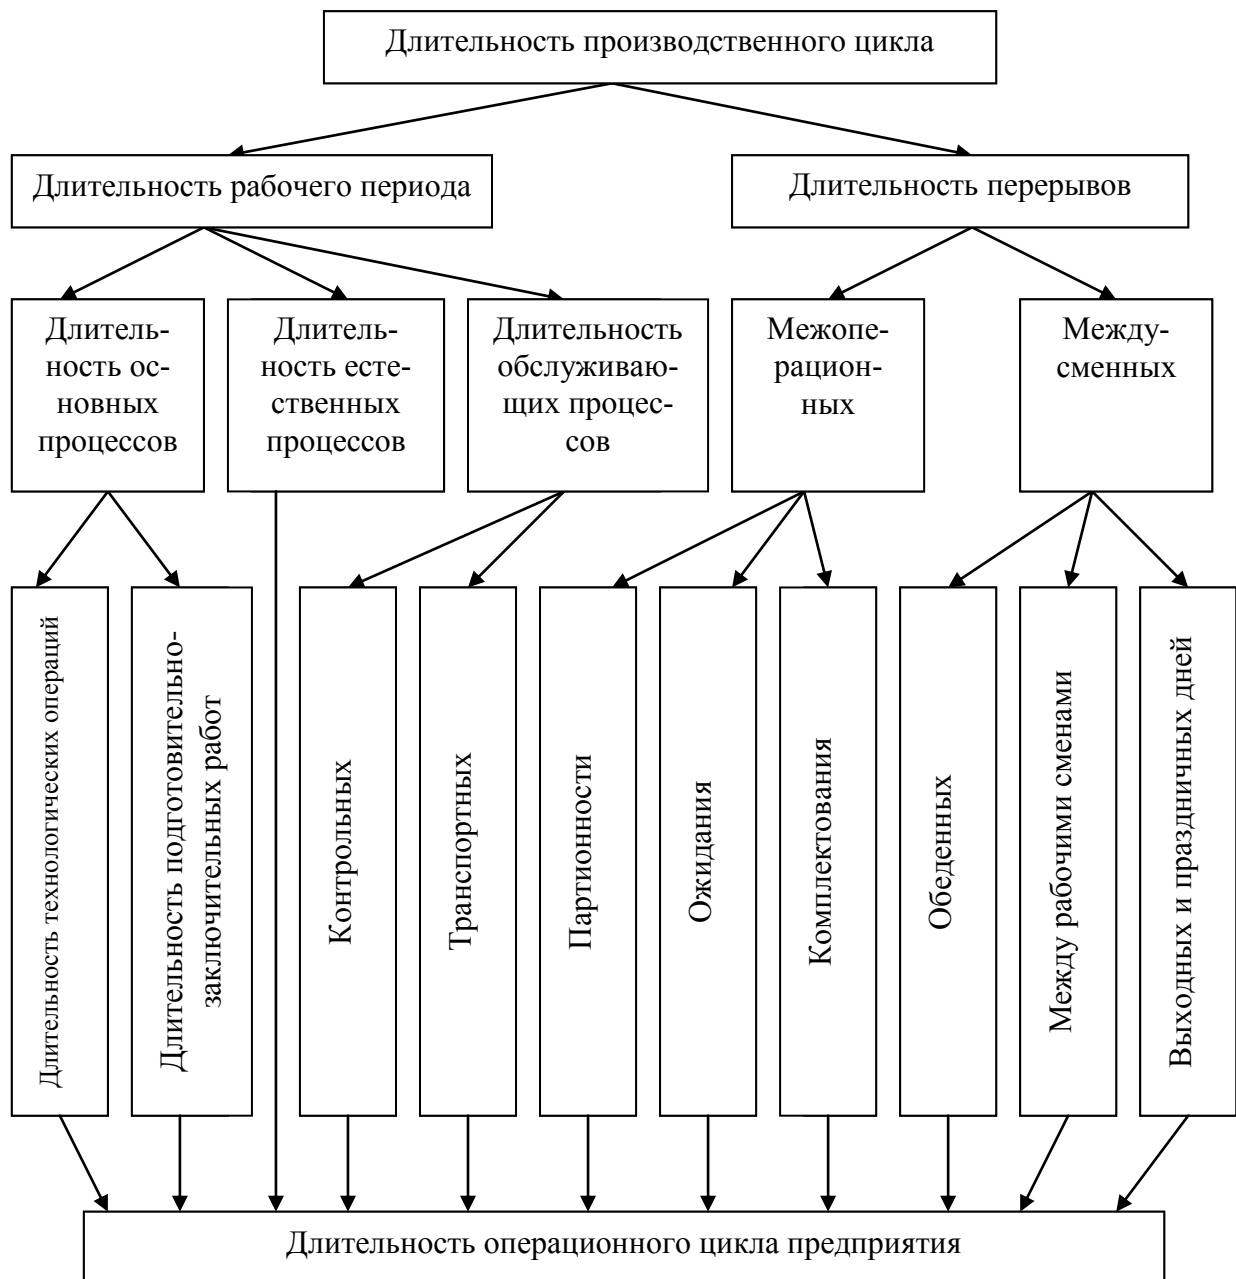 Длительность производственного цикла
Длительность рабочего периода
Длительность перерывов
Длитель-
ность ос-
новных
процессов
Длитель-
ность есте-
ственных
процессов
Длительность
обслуживаю-
щих процес-
сов
Межопе-
рацион-
ных
Между-
сменных
Длительность технологических операций
Длительность подготовительно-
заключительных работ
Контрольных
Транспортных
Партионности
Ожидания
Комплектования
Обеденных
Между рабочими сменами
Выходных и праздничных дней
Длительность операционного цикла предприятия